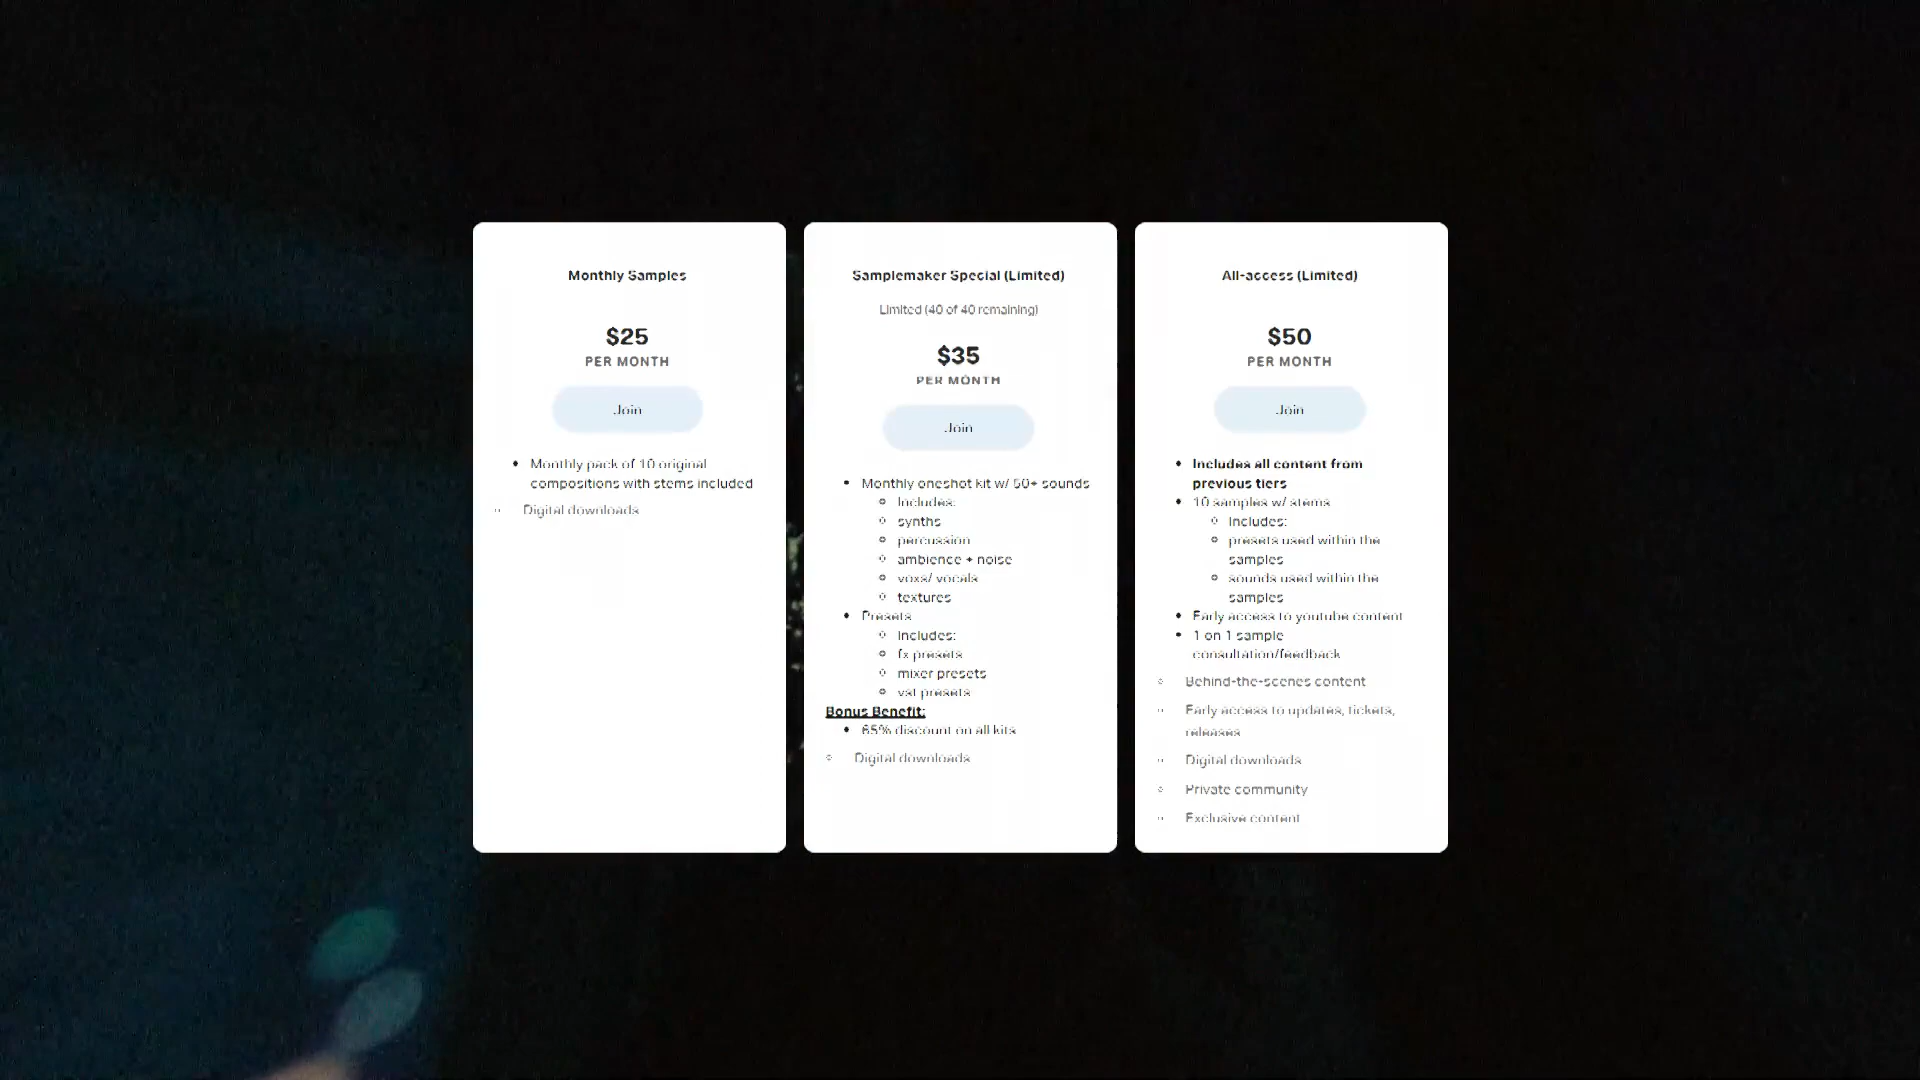 Monthly Samples
$25
PER MONTH
Join
Monthly pack of 10 original
compositions with stems included
Digital downloads
Samplemaker Special (Limited)
Limited (40 of 40 remaining)
$35
PER MONTH
Join
Monthly oneshot kit w/ 50+ sounds
Includes:
synths
percussion
ambience + noise
voxs/ vocals
textures
Presets
Includes:
fx presets
mixer presets
vst presets
Bonus Benefit:
65% discount on all kits
Digital downloads
All-access (Limited)
$50
PER MONTH
Join
Includes all content from
previous tiers
10 samples w/ stems
Includes:
presets used within the
samples
sounds used within the
samples
Early access to youtube content
1 on 1 sample
consultation/feedback
Behind-the-scenes content
Early access to updates, tickets,
releases
Digital downloads
Private community
Exclusive content